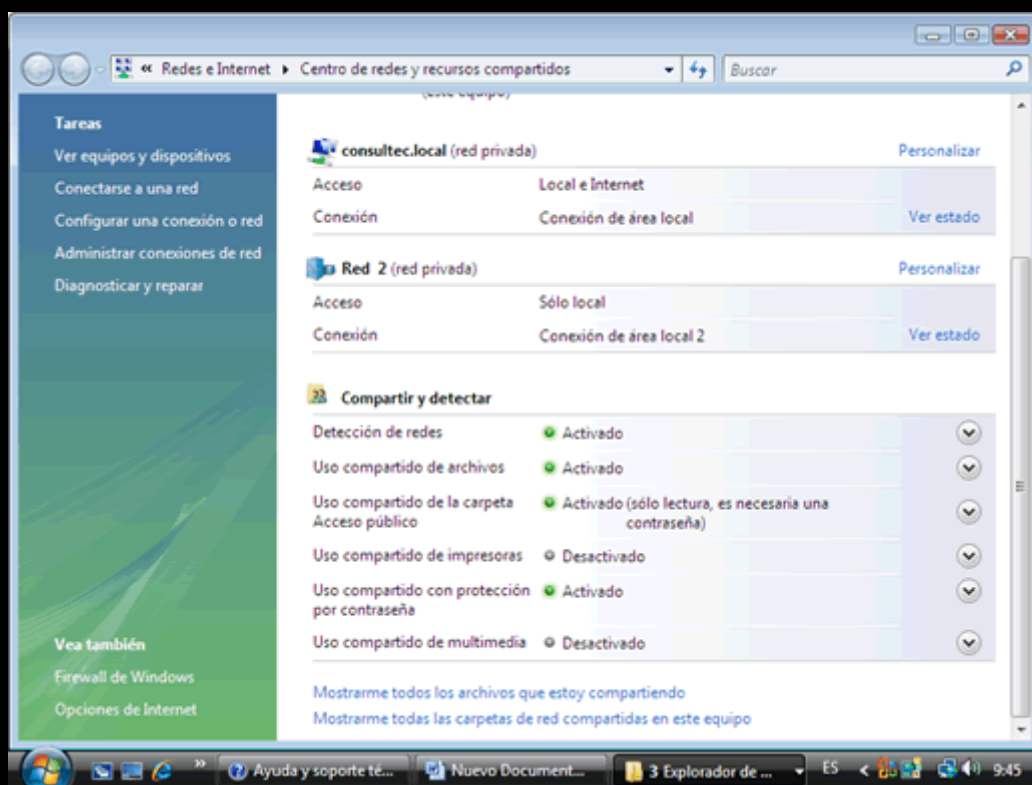 « Redes e Internet ▸ Centro de redes y recursos compartidos
Buscar
(este equipo)
Tareas
Ver equipos y dispositivos
Conectarse a una red
Configurar una conexión o red
Administrar conexiones de red
Diagnosticar y reparar
Vea también
Firewall de Windows
Opciones de Internet
consultec.local (red privada) Personalizar
Acceso Local e Internet
Conexión Conexión de área local Ver estado
Red 2 (red privada) Personalizar
Acceso Sólo local
Conexión Conexión de área local 2 Ver estado
Compartir y detectar
Detección de redes Activado
Uso compartido de archivos Activado
Uso compartido de la carpeta Activado (sólo lectura, es necesaria una
Acceso público contraseña)
Uso compartido de impresoras Desactivado
Uso compartido con protección Activado
por contraseña
Uso compartido de multimedia Desactivado
Mostrarme todos los archivos que estoy compartiendo
Mostrarme todas las carpetas de red compartidas en este equipo
» Ayuda y soporte té... Nuevo Document... 3 Explorador de ... ES < 9:45